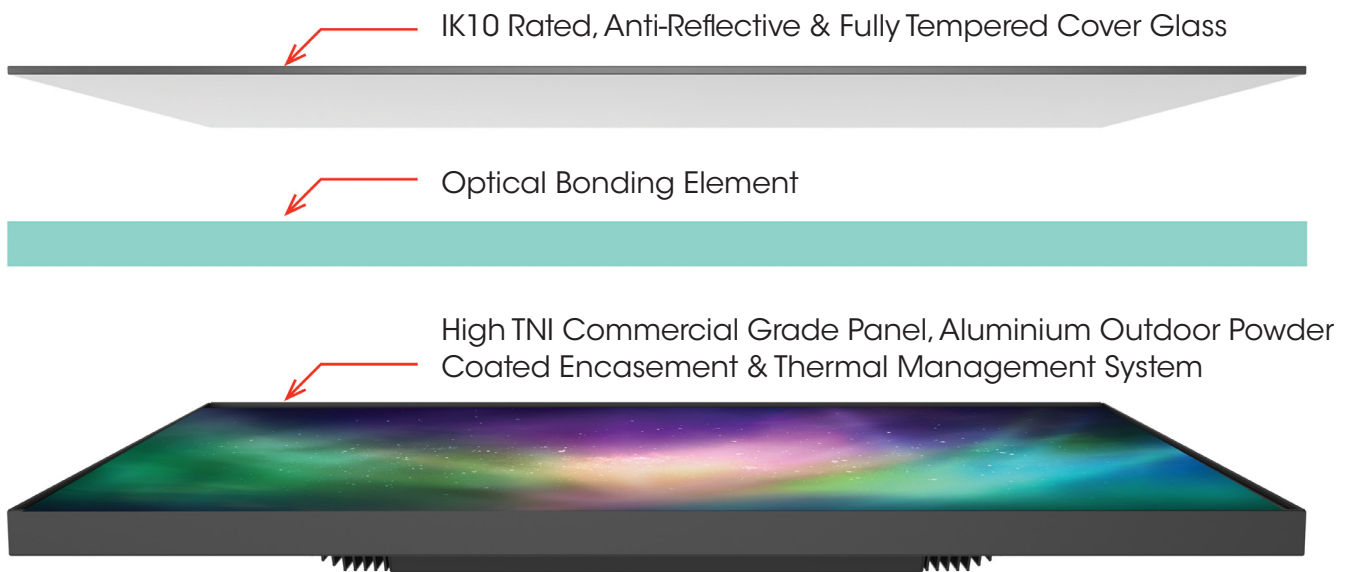 IK10 Rated, Anti-Reflective & Fully Tempered Cover Glass
Optical Bonding Element
High TNI Commercial Grade Panel, Aluminium Outdoor Powder
Coated Encasement & Thermal Management System